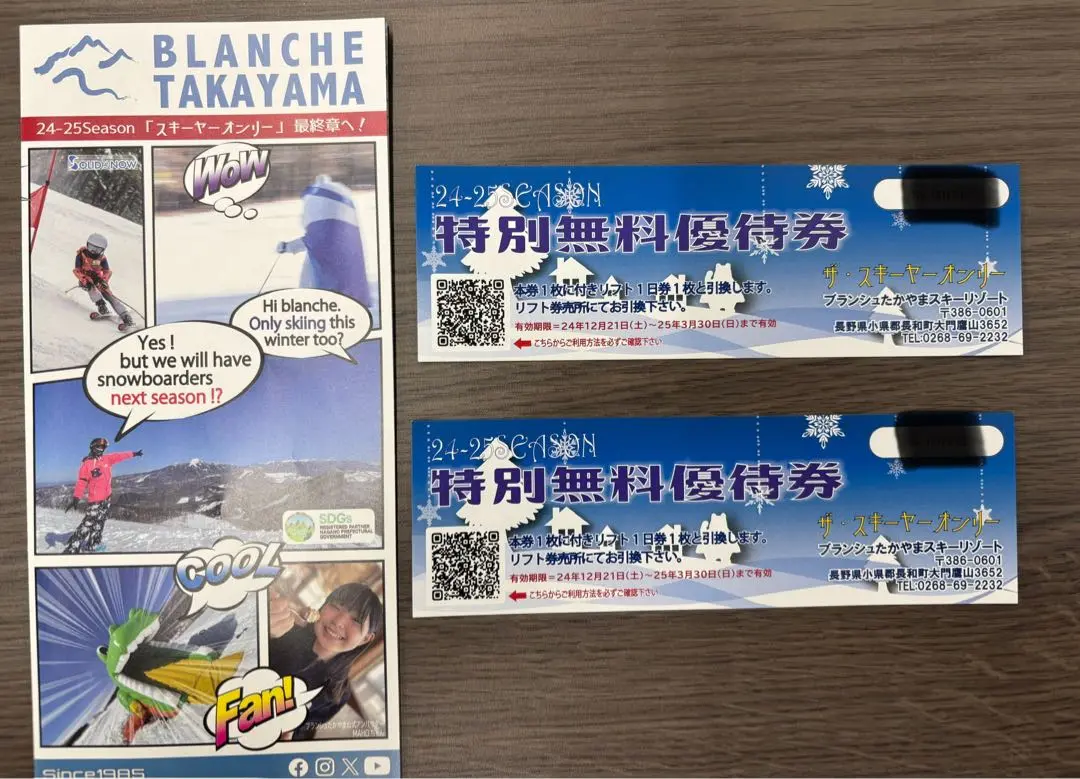 BLANCHE
TAKAYAMA
24-25Season 「スキーヤーオンリー」 最終章へ!
SOLID SNOW
WOW
Hi blanche.
Only skiing this
winter too?
Yes !
but we will have
snowboarders
next season !?
SDGs
REGISTERED PARTNER
NAGANO PREFECTURAL
GOVERNMENT
COOL
Fan!
Since1985
24-25SEASON
特別無料優待券
本券1枚に付きリフト1日券1枚と引換します。
リフト券売所にてお引換下さい。
有効期限=24年12月21日(土)~25年3月30日(日)まで有効
こちらからご利用方法を必ずご確認下さい
ザ・スキーヤーオンリー
ブランシュたかやまスキーリゾート
〒386-0601
長野県小県郡長和町大門鷹山3652
TEL:0268-69-2232
24-25SEASON
特別無料優待券
本券1枚に付きリフト1日券1枚と引換します。
リフト券売所にてお引換下さい。
有効期限=24年12月21日(土)~25年3月30日(日)まで有効
こちらからご利用方法を必ずご確認下さい
ザ・スキーヤーオンリー
ブランシュたかやまスキーリゾート
〒386-0601
長野県小県郡長和町大門鷹山3652
TEL:0268-69-2232